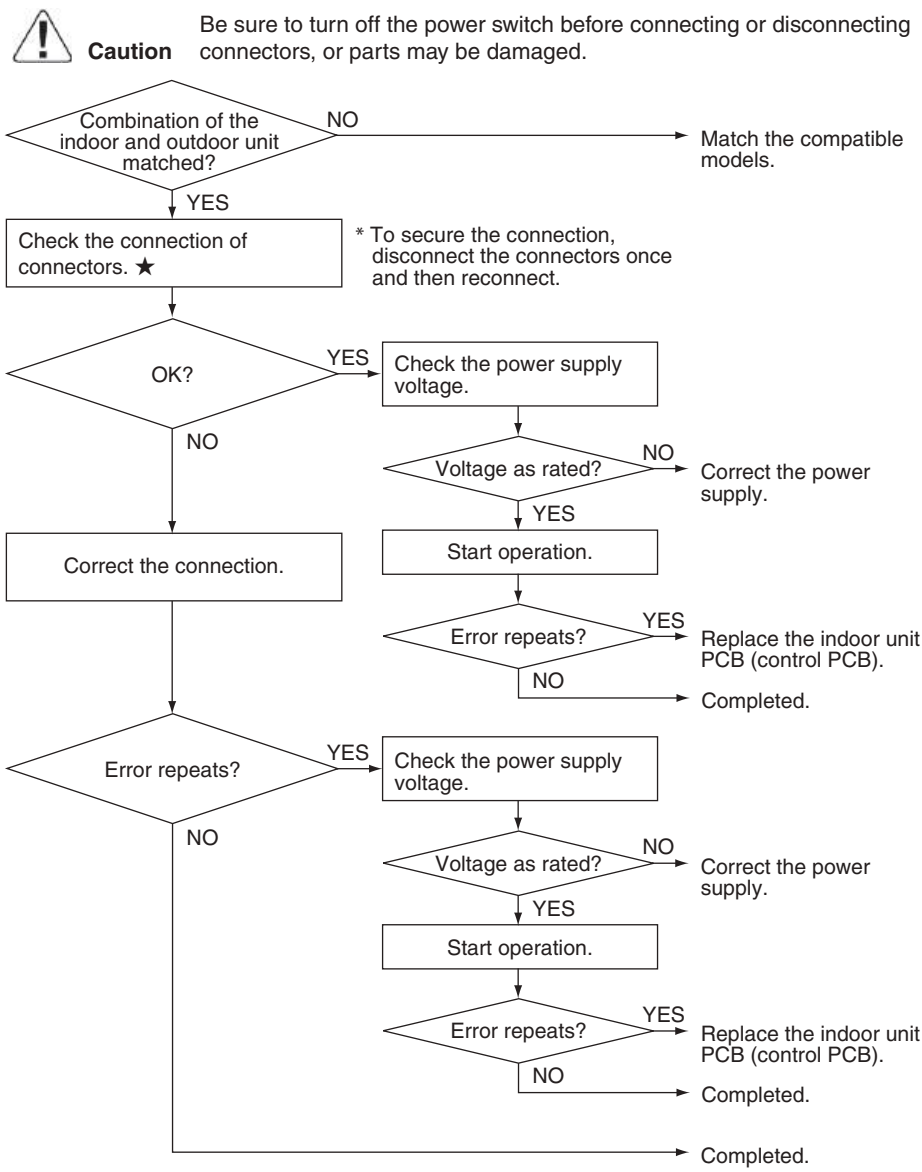 Be sure to turn off the power switch before connecting or disconnecting
Caution connectors, or parts may be damaged.
Combination of the
indoor and outdoor unit
matched?
NO
Match the compatible
models.
YES
Check the connection of
connectors. ★
* To secure the connection,
disconnect the connectors once
and then reconnect.
OK?
YES
Check the power supply
voltage.
NO
Voltage as rated?
NO
Correct the power
supply.
YES
Start operation.
Correct the connection.
Error repeats?
YES
Replace the indoor unit
PCB (control PCB).
NO
Completed.
Error repeats?
YES
Check the power supply
voltage.
NO
Voltage as rated?
NO
Correct the power
supply.
YES
Start operation.
Error repeats?
YES
Replace the indoor unit
PCB (control PCB).
NO
Completed.
Completed.